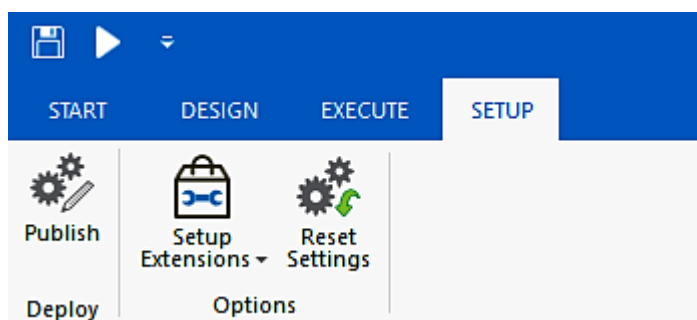 START DESIGN EXECUTE SETUP
Publish
Setup
Extensions
Reset
Settings
Deploy
Options